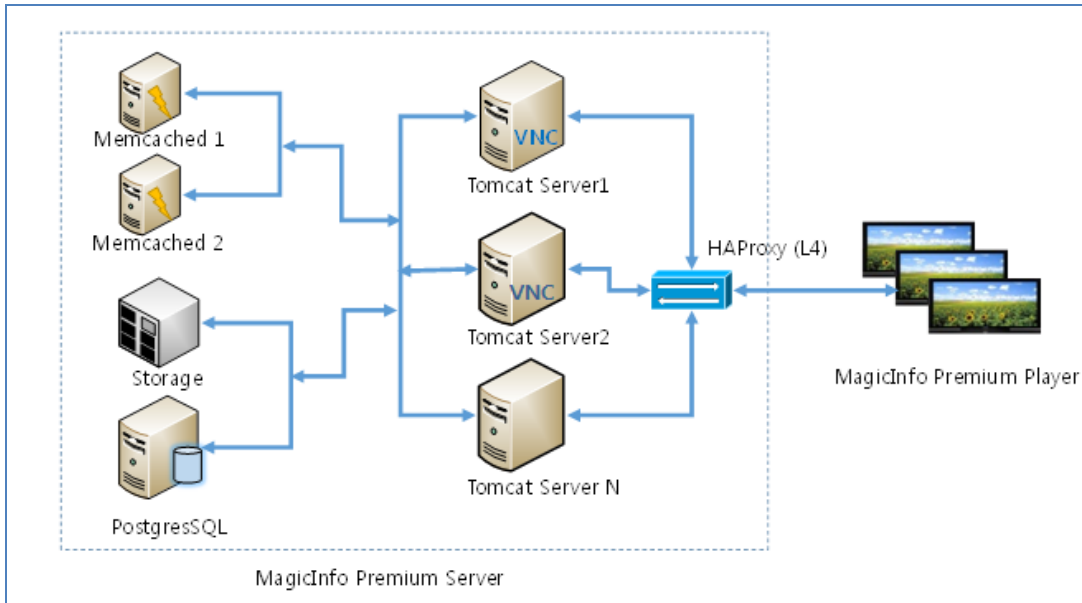 Memcached 1
VNC
Tomcat Server1
Memcached 2
HAProxy (L4)
VNC
Tomcat Server2
Storage
MagicInfo Premium Player
Tomcat Server N
PostgresSQL
MagicInfo Premium Server